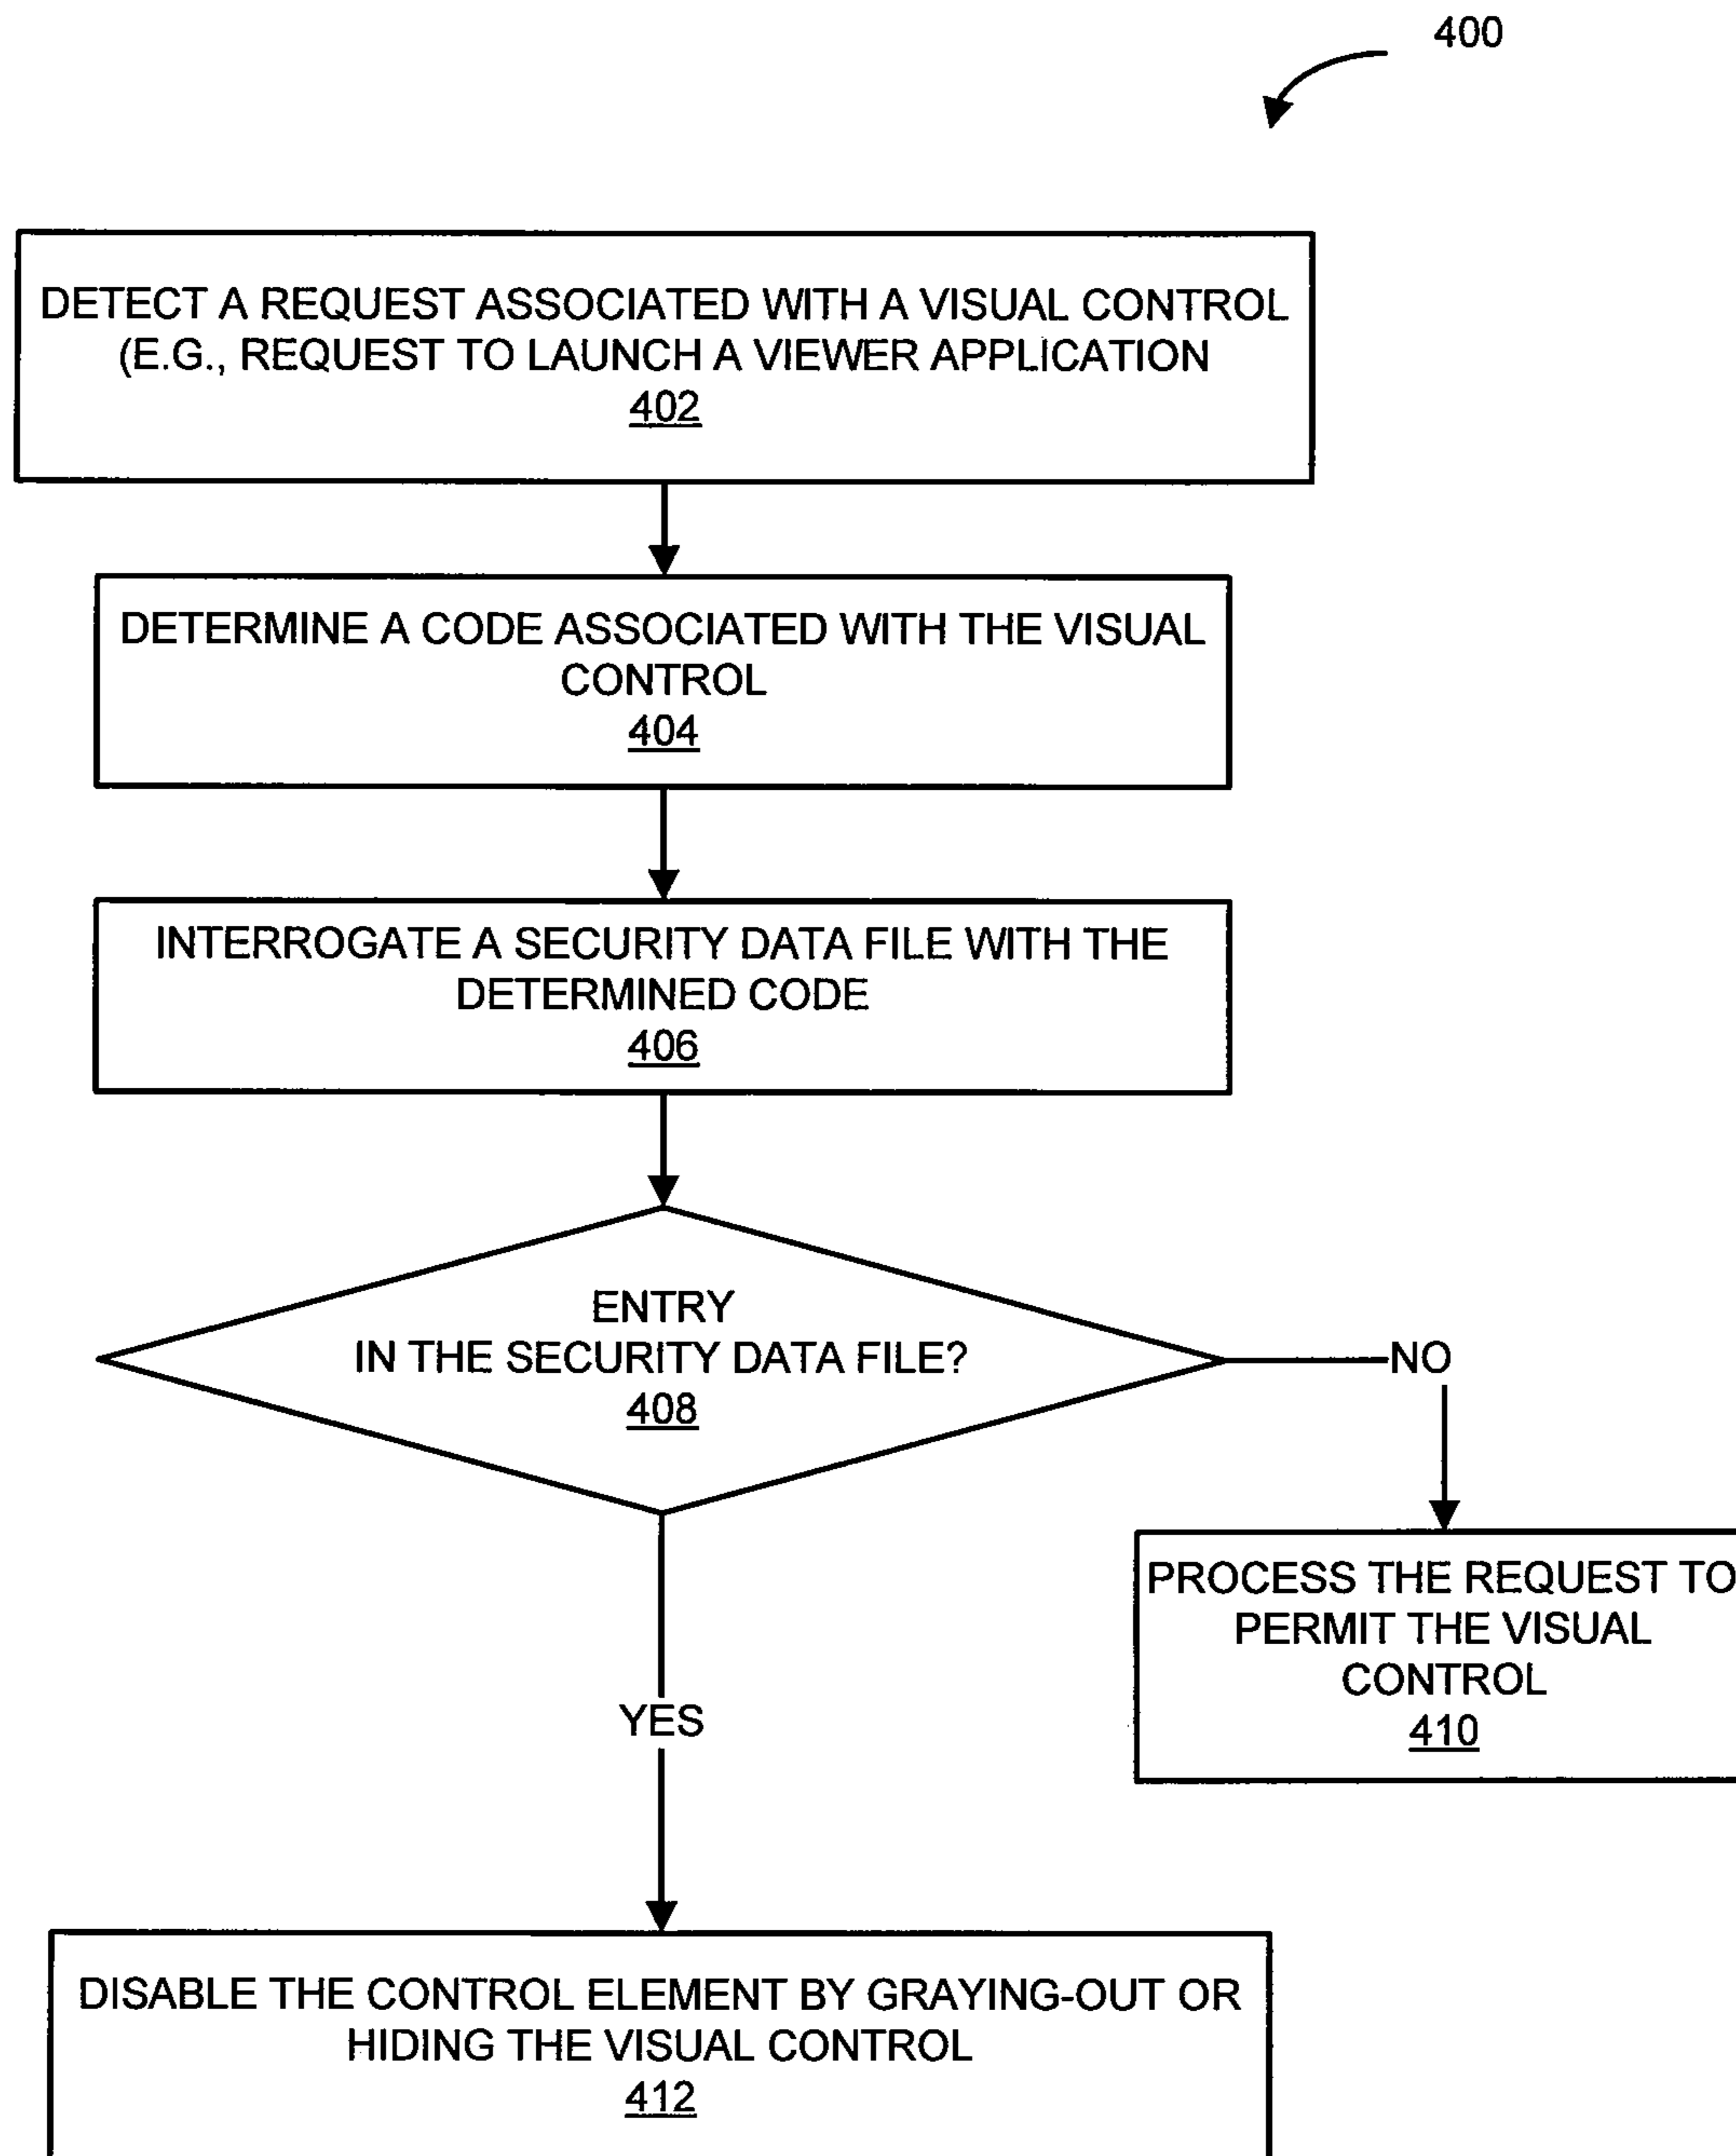 400
DETECT A REQUEST ASSOCIATED WITH A VISUAL CONTROL
(E.G., REQUEST TO LAUNCH A VIEWER APPLICATION
402
DETERMINE A CODE ASSOCIATED WITH THE VISUAL
CONTROL
404
INTERROGATE A SECURITY DATA FILE WITH THE
DETERMINED CODE
406
ENTRY
IN THE SECURITY DATA FILE?
408
NO
PROCESS THE REQUEST TO
PERMIT THE VISUAL
CONTROL
410
YES
DISABLE THE CONTROL ELEMENT BY GRAYING-OUT OR
HIDING THE VISUAL CONTROL
412